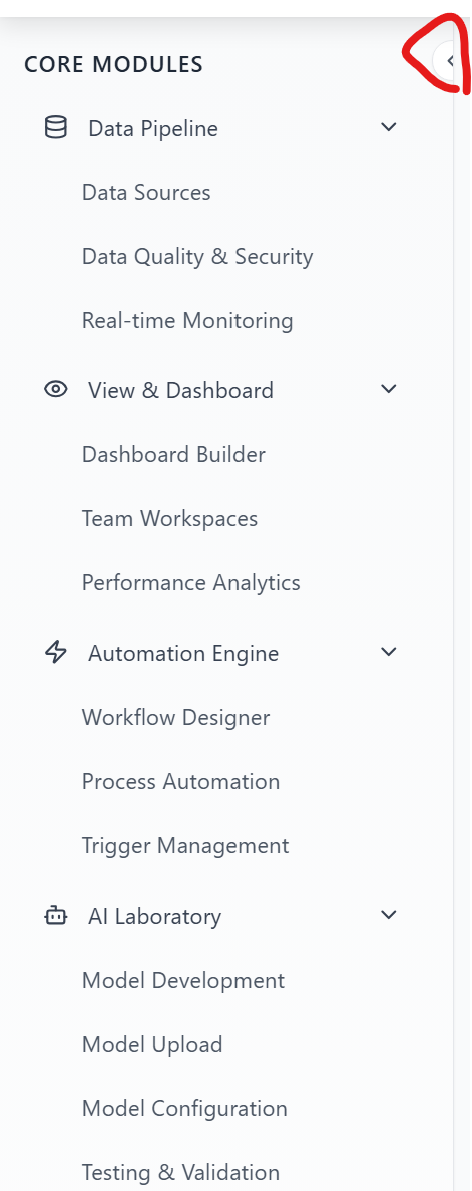 CORE MODULES
Data Pipeline
Data Sources
Data Quality & Security
Real-time Monitoring
View & Dashboard
Dashboard Builder
Team Workspaces
Performance Analytics
Automation Engine
Workflow Designer
Process Automation
Trigger Management
AI Laboratory
Model Development
Model Upload
Model Configuration
Testing & Validation